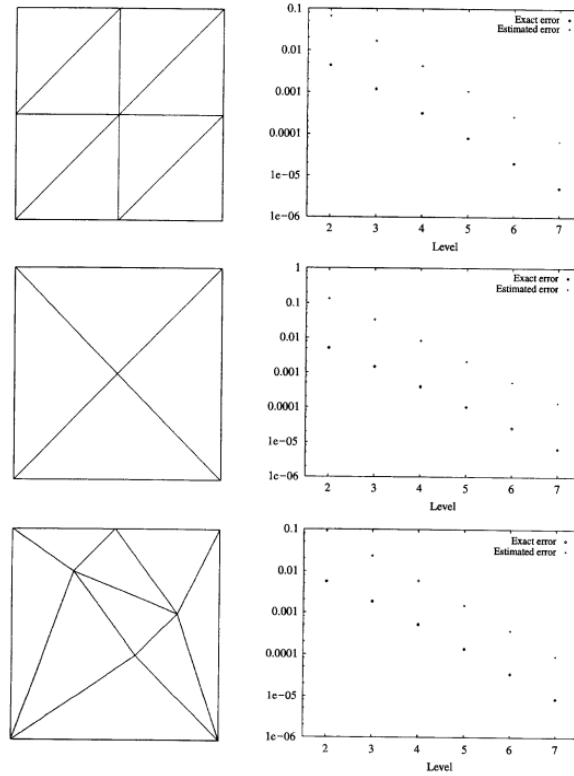 0.1
Exact error
Estimated error
0.01
0.001
0.0001
1e-05
1e-06
2 3 4 5 6 7
Level
1
Exact error
Estimated error
0.1
0.01
0.001
0.0001
1e-05
1e-06
2 3 4 5 6 7
Level
0.1
Exact error
Estimated error
0.01
0.001
0.0001
1e-05
1e-06
2 3 4 5 6 7
Level